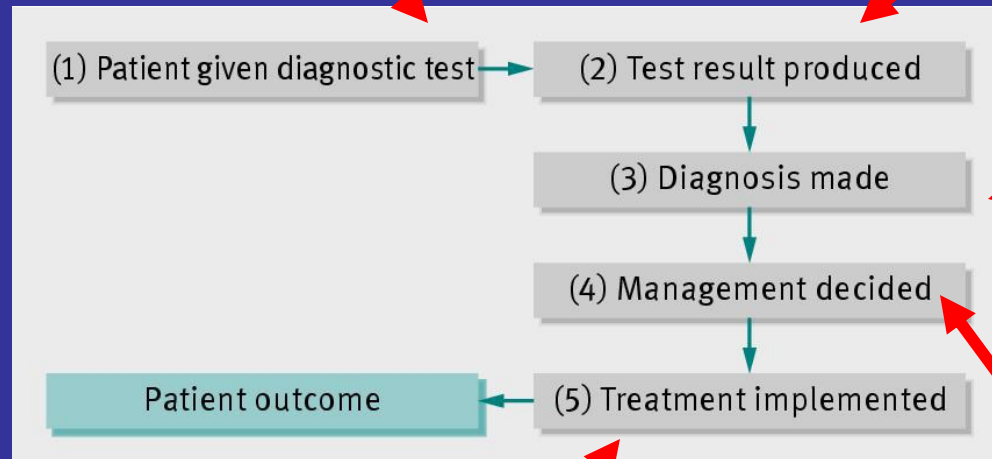 (1) Patient given diagnostic test
(2) Test result produced
(3) Diagnosis made
(4) Management decided
(5) Treatment implemented
Patient outcome